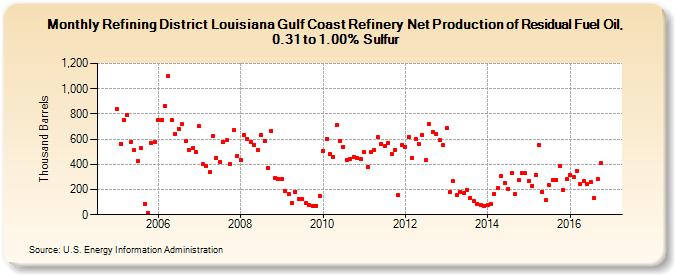 Monthly Refining District Louisiana Gulf Coast Refinery Net Production of Residual Fuel Oil,
0.31 to 1.00% Sulfur
Thousand Barrels
1,200
1,000
800
600
400
200
0
2006 2008 2010 2012 2014 2016
Source: U.S. Energy Information Administration